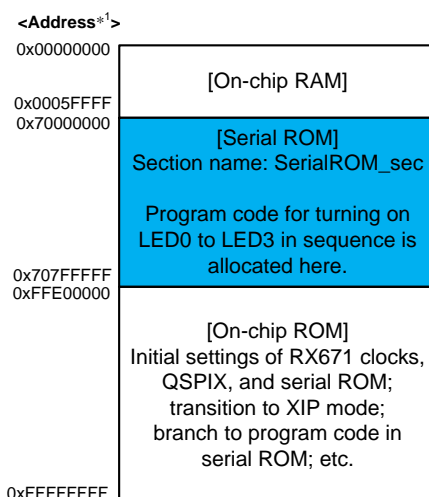 <Address*1>
0x00000000
[On-chip RAM]
0x0005FFFF
0x70000000
[Serial ROM]
Section name: SerialROM_sec
Program code for turning on
LED0 to LED3 in sequence is
allocated here.
0x707FFFFF
0xFFE00000
[On-chip ROM]
Initial settings of RX671 clocks,
QSPIX, and serial ROM;
transition to XIP mode;
branch to program code in
serial ROM; etc.
0xFFFFFFFF